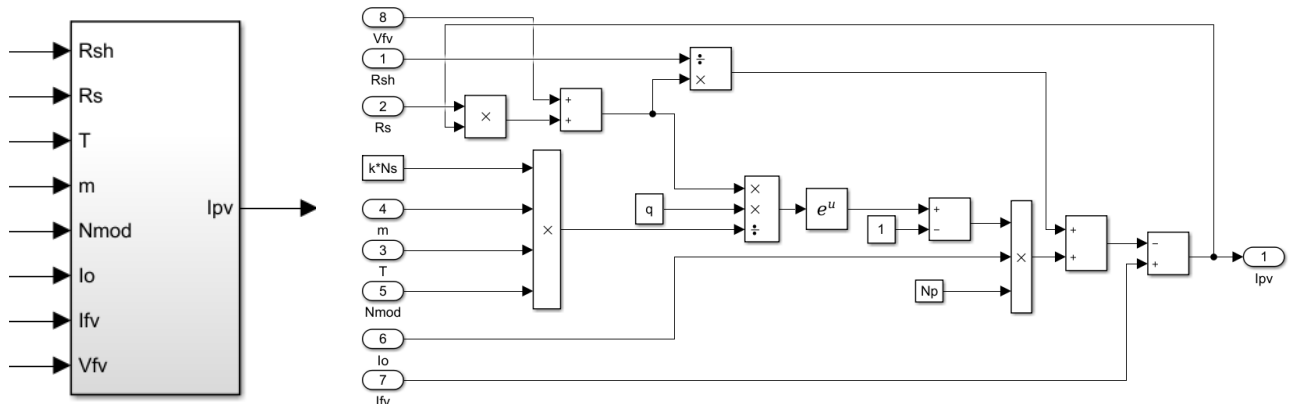 Rsh
Rs
T
m
Nmod
Io
Ifv
Vfv
Ipv
8
Vfv
1
Rsh
÷
×
2
Rs
×
+
+
k*Ns
4
m
3
T
5
Nmod
×
q
×
×
÷
e^u
1
+
−
Np
×
+
+
−
+
1
Ipv
6
Io
7
Ifv